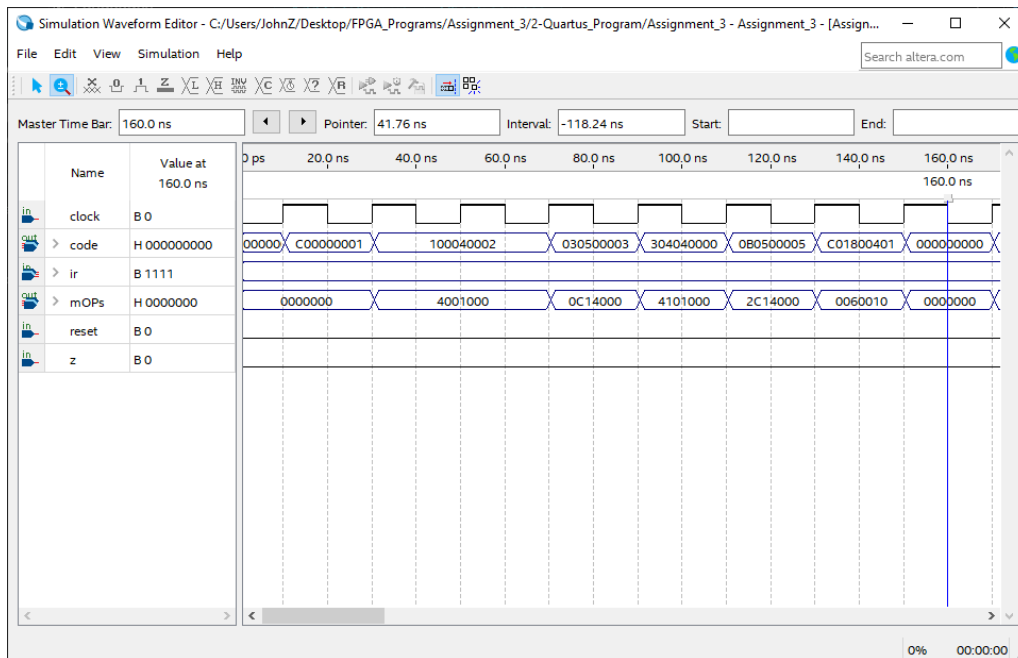 Simulation Waveform Editor - C:/Users/JohnZ/Desktop/FPGA_Programs/Assignment_3/2-Quartus_Program/Assignment_3 - Assignment_3 - [Assign...
File Edit View Simulation Help
Search altera.com
Master Time Bar: 160.0 ns Pointer: 41.76 ns Interval: -118.24 ns Start: End:
Name Value at 160.0 ns
0 ps 20.0 ns 40.0 ns 60.0 ns 80.0 ns 100.0 ns 120.0 ns 140.0 ns 160.0 ns
160.0 ns
in clock B 0
out > code H 000000000 00000 C00000001 100040002 030500003 304040000 0B0500005 C01800401 000000000
in > ir B 1111
out > mOPs H 0000000 0000000 4001000 0C14000 4101000 2C14000 0060010 0000000
in reset B 0
in z B 0
0% 00:00:00